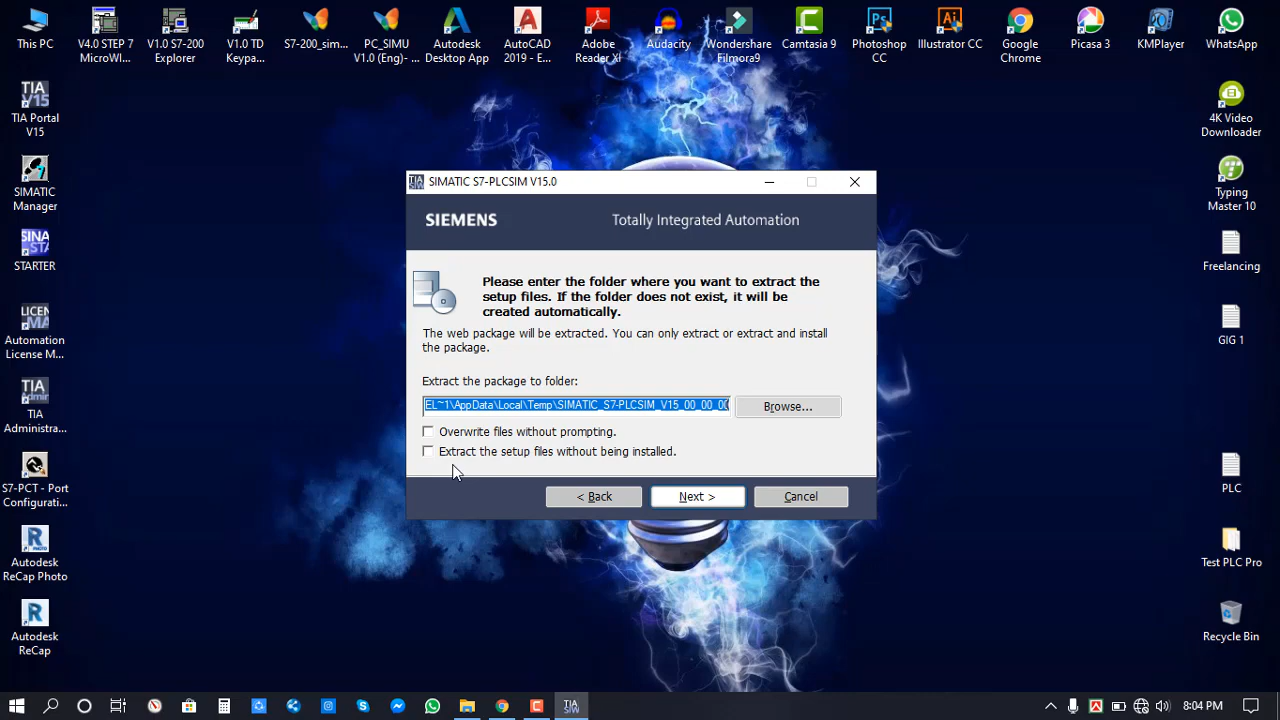 This PC
V4.0 STEP 7
MicroWI...
V1.0 S7-200
Explorer
V1.0 TD
Keypa...
S7-200_sim...
PC_SIMU
V1.0 (Eng)- ...
Autodesk
Desktop App
AutoCAD
2019 - E...
Adobe
Reader XI
Audacity
Wondershare
Filmora9
Camtasia 9
Photoshop
CC
Illustrator CC
Google
Chrome
Picasa 3
KMPlayer
WhatsApp
TIA Portal
V15
SIMATIC
Manager
STARTER
Automation
License M...
TIA
Administra...
S7-PCT - Port
Configurati...
Autodesk
ReCap Photo
Autodesk
ReCap
4K Video
Downloader
Typing
Master 10
Freelancing
GIG 1
PLC
Test PLC Pro
Recycle Bin
SIMATIC S7-PLCSIM V15.0
SIEMENS
Totally Integrated Automation
Please enter the folder where you want to extract the
setup files. If the folder does not exist, it will be
created automatically.
The web package will be extracted. You can only extract or extract and install
the package.
Extract the package to folder:
EL~1\AppData\Local\Temp\SIMATIC_S7-PLCSIM_V15_00_00_00
Browse...
Overwrite files without prompting.
Extract the setup files without being installed.
< Back
Next >
Cancel
8:04 PM